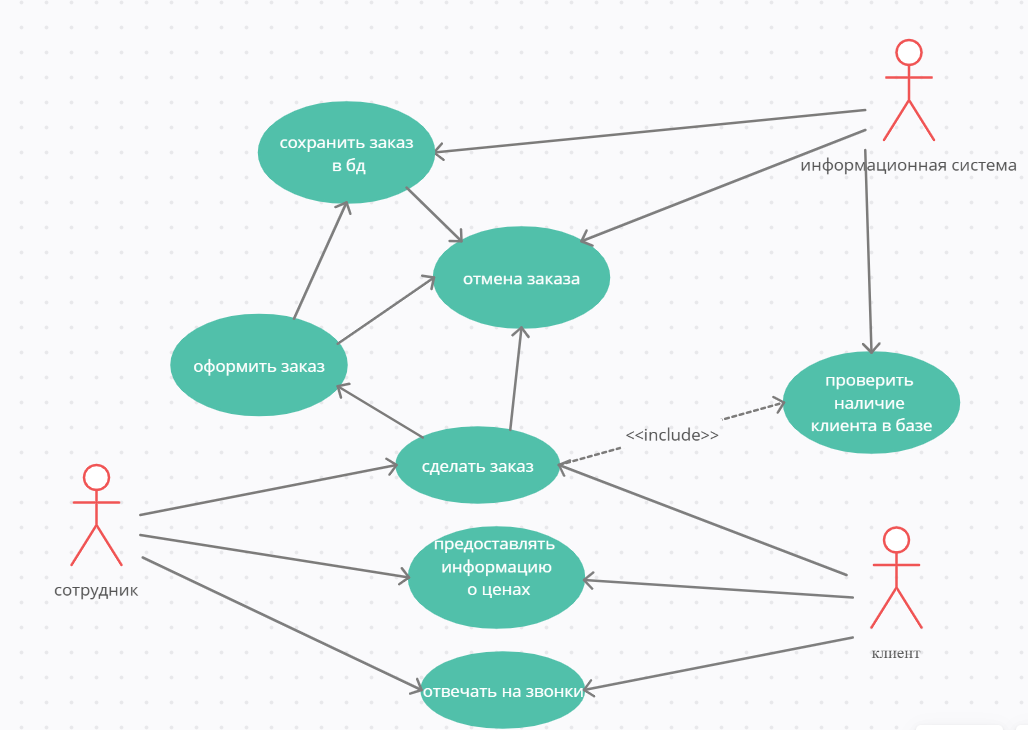 сохранить заказ
в бд
информационная система
отмена заказа
оформить заказ
проверить
наличие
клиента в базе
<<include>>
сделать заказ
предоставлять
информацию
о ценах
сотрудник
клиент
отвечать на звонки